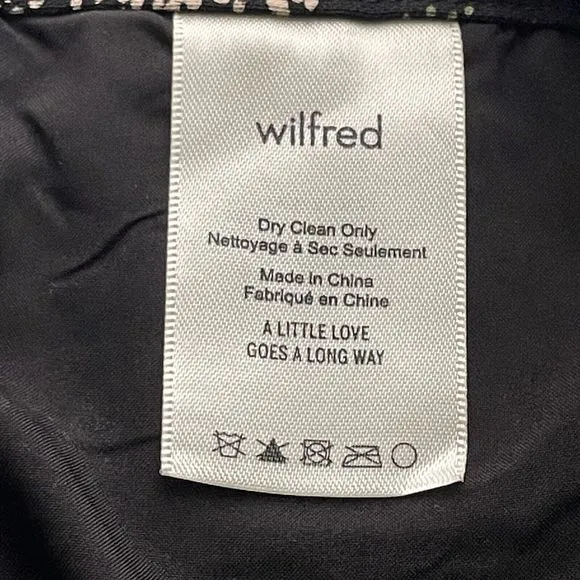 wilfred
Dry Clean Only
Nettoyage à Sec Seulement
Made in China
Fabriqué en Chine
A LITTLE LOVE
GOES A LONG WAY